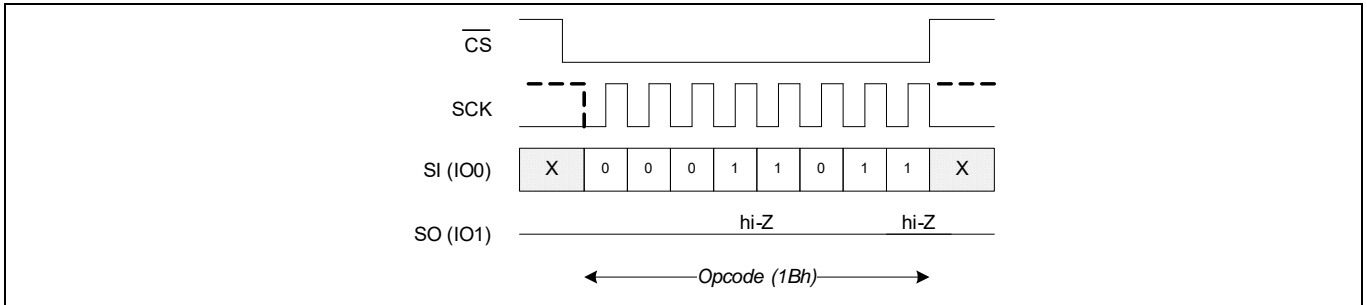 CS
SCK
SI (IO0) X 0 0 0 1 1 0 1 1 X
hi-Z hi-Z
SO (IO1)
Opcode (1Bh)